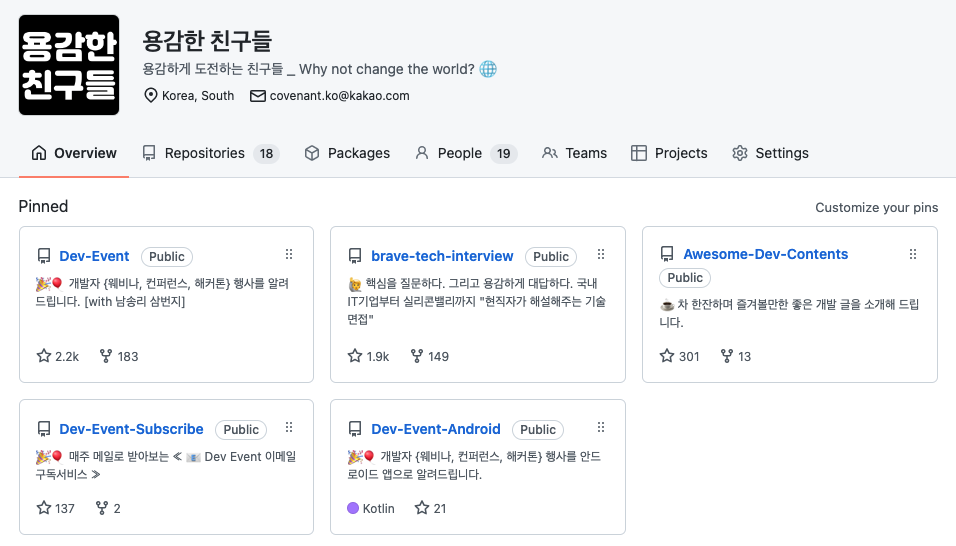 용감한
친구들
용감한 친구들
용감하게 도전하는 친구들 _ Why not change the world? 🌐
Korea, South covenant.ko@kakao.com
Overview Repositories 18 Packages People 19 Teams Projects Settings
Pinned Customize your pins
Dev-Event Public
🎉🎈 개발자 {웨비나, 컨퍼런스, 해커톤} 행사를 알려
드립니다. [with 남송리 삼번지]
2.2k 183
brave-tech-interview Public
🙋 핵심을 질문하다. 그리고 용감하게 대답하다. 국내
IT기업부터 실리콘밸리까지 "현직자가 해설해주는 기술
면접"
1.9k 149
Awesome-Dev-Contents
Public
☕ 차 한잔하며 즐겨볼만한 좋은 개발 글을 소개해 드립
니다.
301 13
Dev-Event-Subscribe Public
🎉🎈 매주 메일로 받아보는 ≪ 📧 Dev Event 이메일
구독서비스 ≫
137 2
Dev-Event-Android Public
🎉🎈 개발자 {웨비나, 컨퍼런스, 해커톤} 행사를 안드
로이드 앱으로 알려드립니다.
Kotlin 21